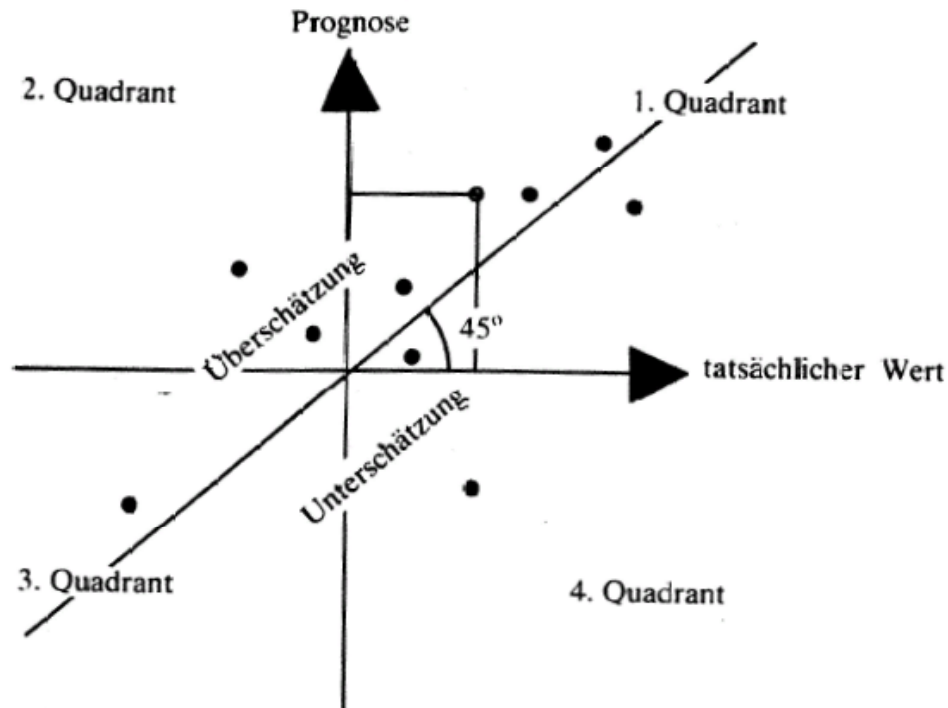 Prognose
2. Quadrant
1. Quadrant
Überschätzung
45°
tatsächlicher Wert
Unterschätzung
3. Quadrant
4. Quadrant